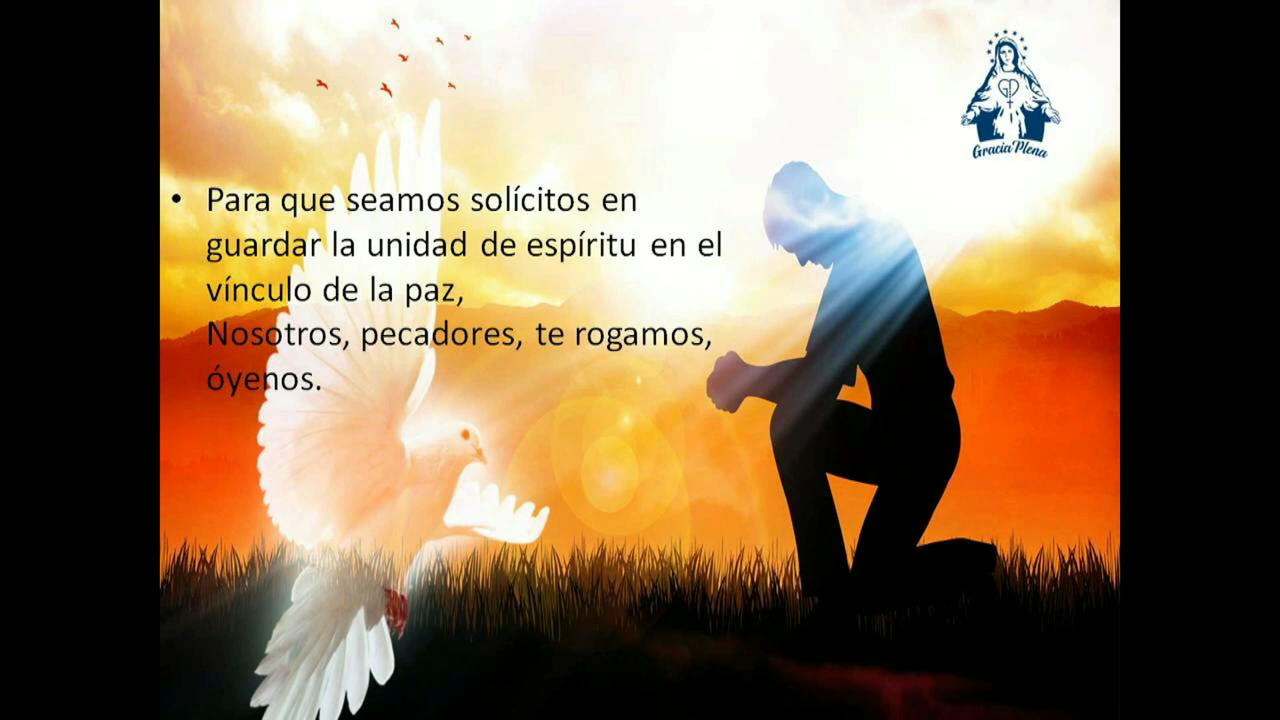 Gracia Plena
• Para que seamos solícitos en
guardar la unidad de espíritu en el
vínculo de la paz,
Nosotros, pecadores, te rogamos,
óyenos.